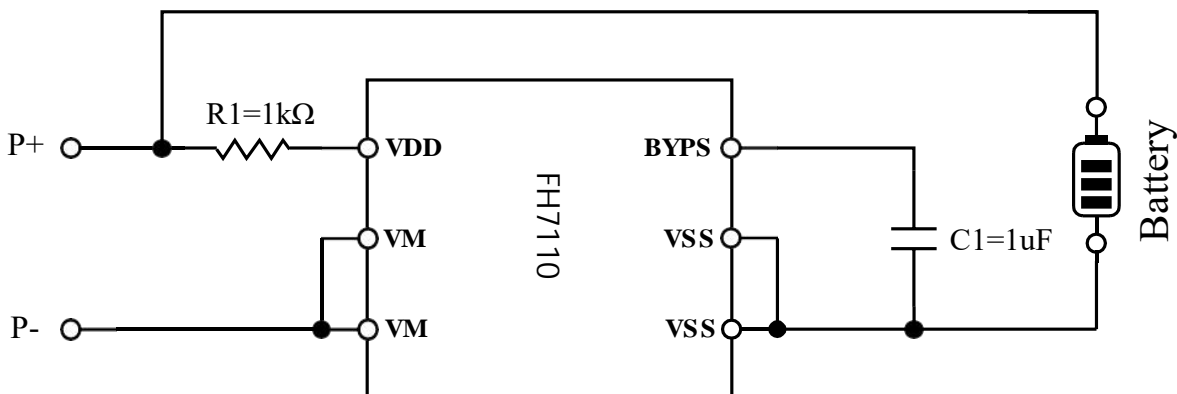 R1=1kΩ
P+
VDD
BYPS
FH7110
Battery
VM
VSS
C1=1uF
P-
VM
VSS